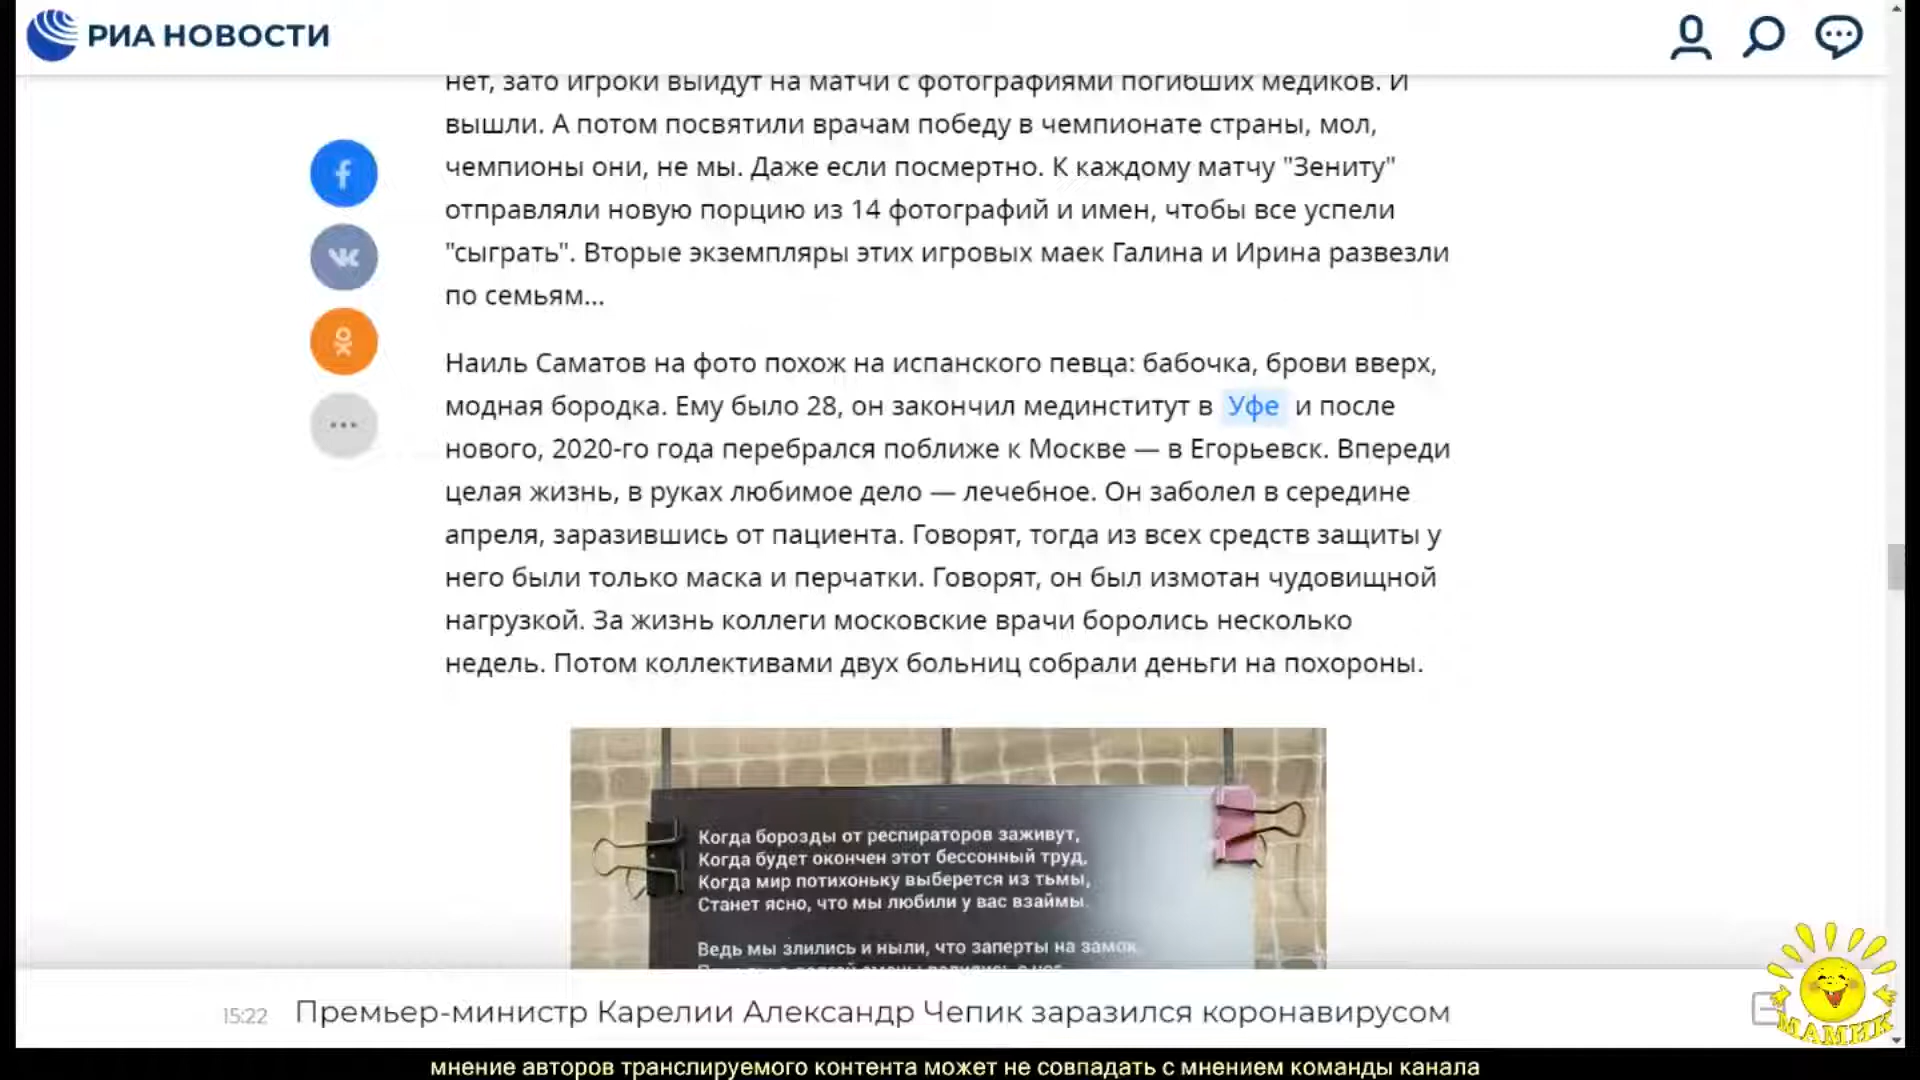 РИА НОВОСТИ
нет, зато игроки выйдут на матчи с фотографиями погибших медиков. И
вышли. А потом посвятили врачам победу в чемпионате страны, мол,
чемпионы они, не мы. Даже если посмертно. К каждому матчу "Зениту"
отправляли новую порцию из 14 фотографий и имен, чтобы все успели
"сыграть". Вторые экземпляры этих игровых маек Галина и Ирина развезли
по семьям...
Наиль Саматов на фото похож на испанского певца: бабочка, брови вверх,
модная бородка. Ему было 28, он закончил мединститут в Уфе и после
нового, 2020-го года перебрался поближе к Москве — в Егорьевск. Впереди
целая жизнь, в руках любимое дело — лечебное. Он заболел в середине
апреля, заразившись от пациента. Говорят, тогда из всех средств защиты у
него были только маска и перчатки. Говорят, он был измотан чудовищной
нагрузкой. За жизнь коллеги московские врачи боролись несколько
недель. Потом коллективами двух больниц собрали деньги на похороны.
Когда борозды от респираторов заживут,
Когда будет окончен этот бессонный труд,
Когда мир потихоньку выберется из тьмы,
Станет ясно, что мы любили у вас взаймы.
Ведь мы злились и ныли, что заперты на замок,
15:22 Премьер-министр Карелии Александр Чепик заразился коронавирусом
МАМИК
мнение авторов транслируемого контента может не совпадать с мнением команды канала